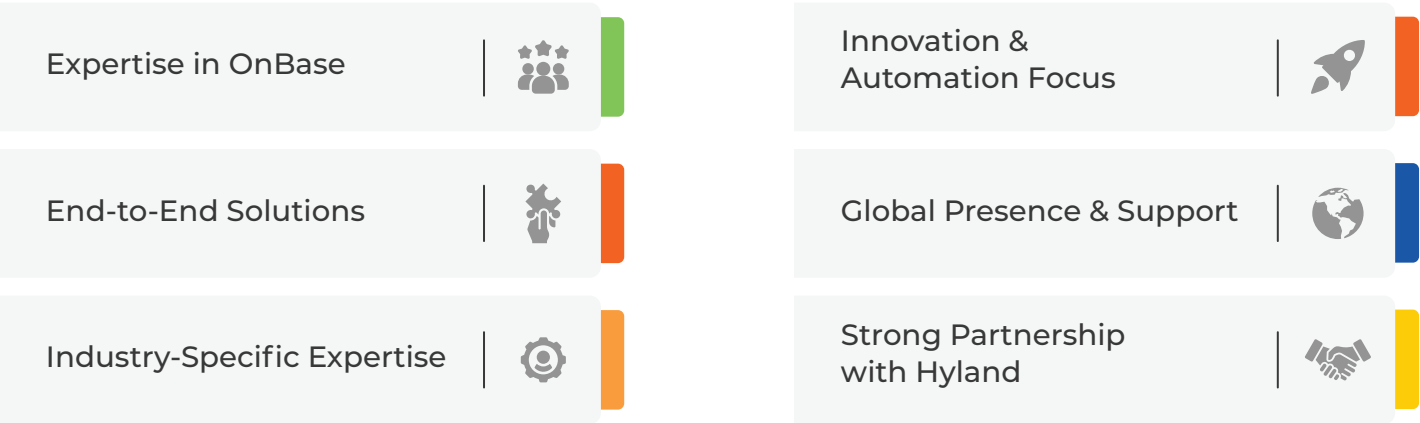 Expertise in OnBase
End-to-End Solutions
Industry-Specific Expertise
Innovation &
Automation Focus
Global Presence & Support
Strong Partnership
with Hyland